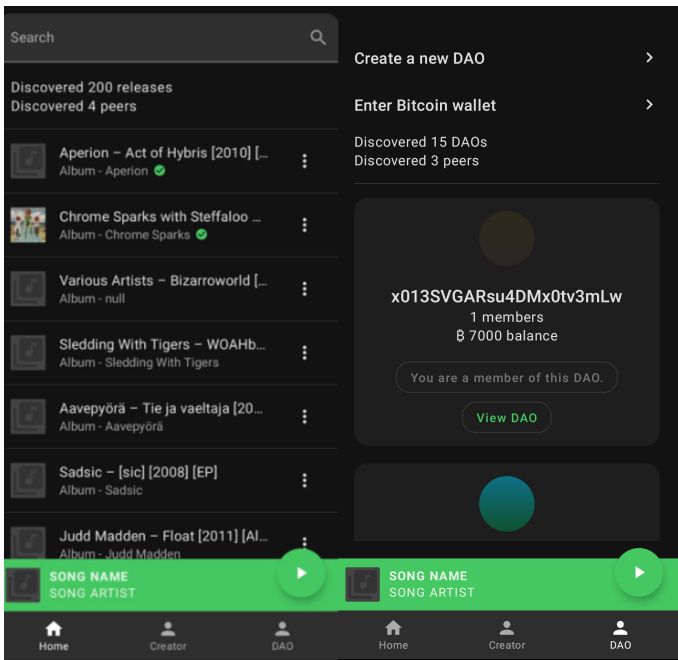 Search
Discovered 200 releases
Discovered 4 peers
Aperion – Act of Hybris [2010] [...
Album - Aperion
Chrome Sparks with Steffaloo ...
Album - Chrome Sparks
Various Artists – Bizarroworld [...
Album - null
Sledding With Tigers – WOAHb...
Album - Sledding With Tigers
Aavepyörä – Tie ja vaeltaja [20...
Album - Aavepyörä
Sadsic – [sic] [2008] [EP]
Album - Sadsic
Judd Madden – Float [2011] [Al...
Album - Judd Madden
SONG NAME
SONG ARTIST
Home
Creator
DAO
Create a new DAO
Enter Bitcoin wallet
Discovered 15 DAOs
Discovered 3 peers
x013SVGARsu4DMx0tv3mLw
1 members
฿ 7000 balance
You are a member of this DAO.
View DAO
SONG NAME
SONG ARTIST
Home
Creator
DAO